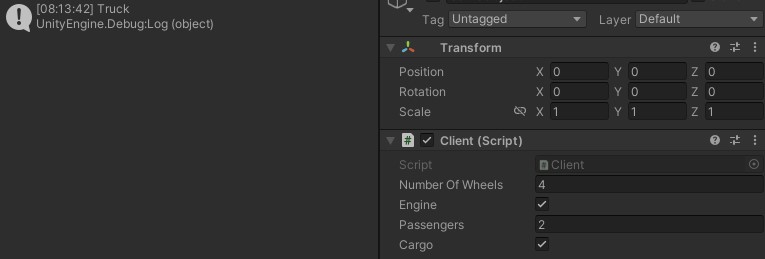 [08:13:42] Truck
UnityEngine.Debug:Log (object)
Tag Untagged Layer Default
Transform
Position X 0 Y 0 Z 0
Rotation X 0 Y 0 Z 0
Scale X 1 Y 1 Z 1
# Client (Script)
Script # Client
Number Of Wheels 4
Engine
Passengers 2
Cargo